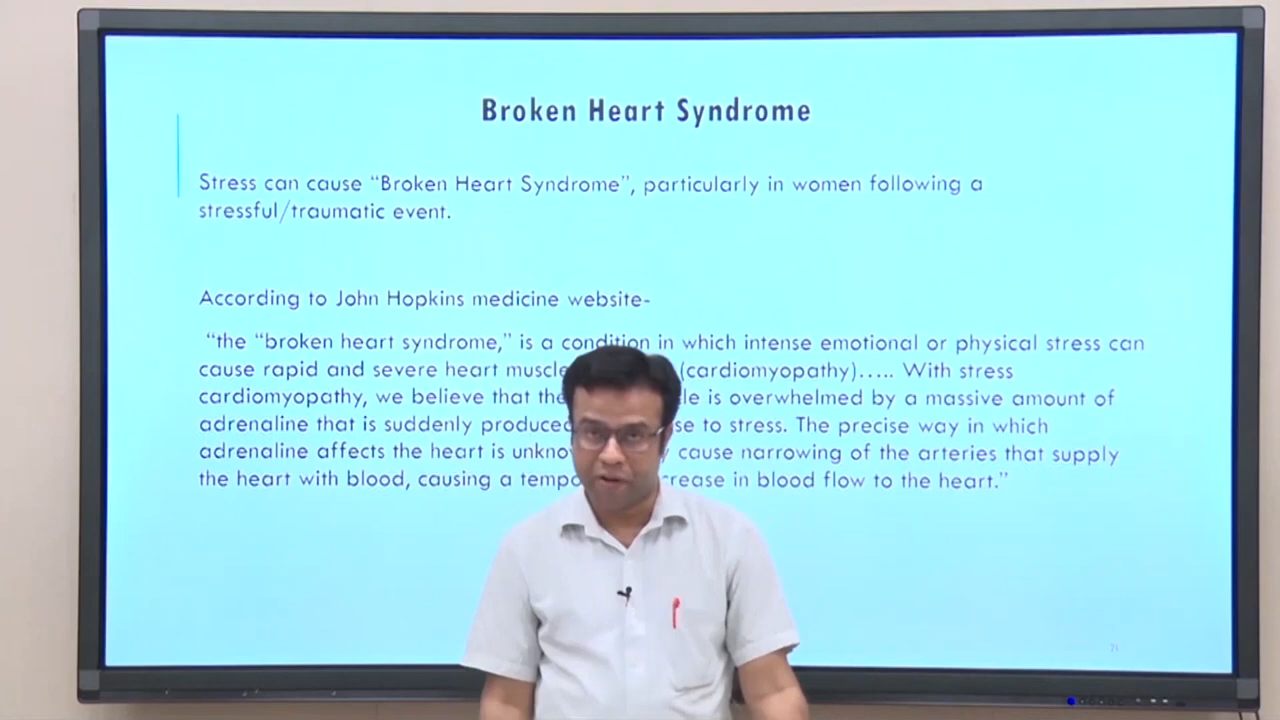 Broken Heart Syndrome
Stress can cause “Broken Heart Syndrome”, particularly in women following a
stressful/traumatic event.
According to John Hopkins medicine website-
“the “broken heart syndrome,” is a condition in which intense emotional or physical stress can
cause rapid and severe heart muscle (cardiomyopathy)..... With stress
cardiomyopathy, we believe that the is overwhelmed by a massive amount of
adrenaline that is suddenly produced to stress. The precise way in which
adrenaline affects the heart is cause narrowing of the arteries that supply
the heart with blood, causing a in blood flow to the heart.”